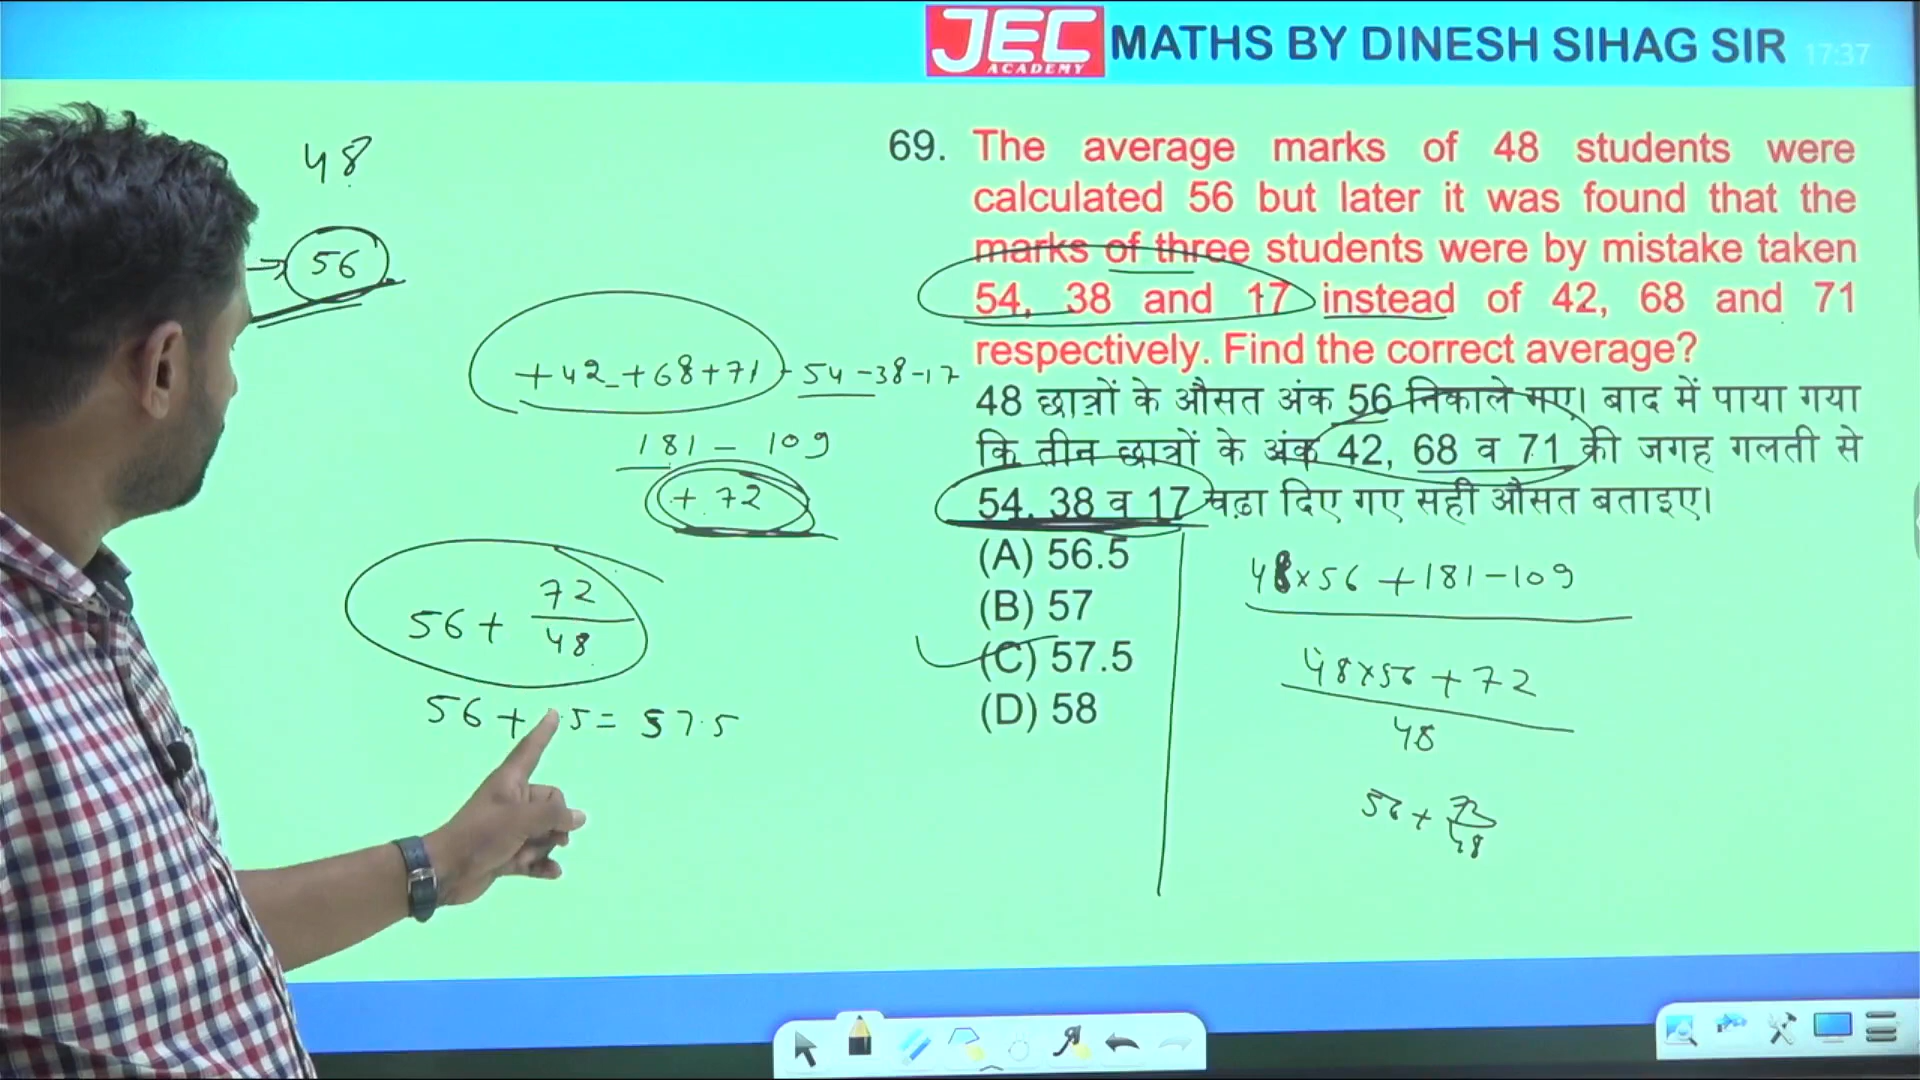 JEC ACADEMY MATHS BY DINESH SIHAG SIR 17:37
69. The average marks of 48 students were
calculated 56 but later it was found that the
marks of three students were by mistake taken
54, 38 and 17 instead of 42, 68 and 71
respectively. Find the correct average?
48 छात्रों के औसत अंक 56 निकाले गए। बाद में पाया गया
कि तीन छात्रों के अंक 42, 68 व 71 की जगह गलती से
54, 38 व 17 चढ़ा दिए गए सही औसत बताइए।
(A) 56.5
(B) 57
(C) 57.5
(D) 58
48
→ 56
+42+68+71-54-38-17
181-109
+72
56+ 72/48
56+ .5= 57.5
48×56+181-109
48×56+72
48
56+ 72/48